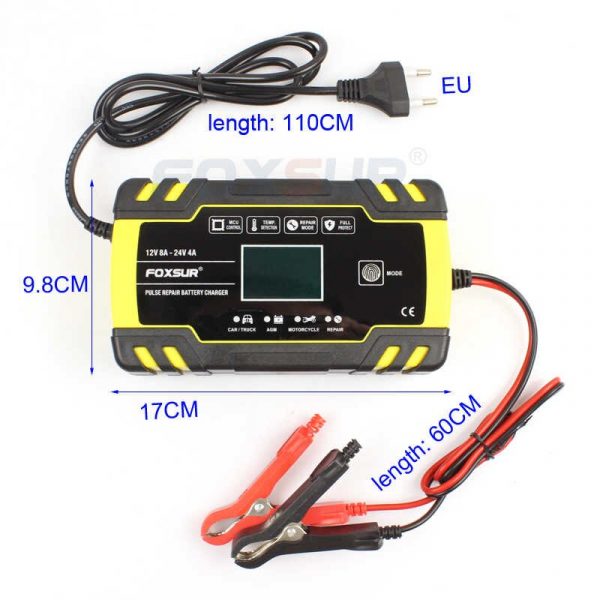 EU
length: 110CM
FOXSUR®
MCU CONTROL
TEMP. DETECTION
REPAIR MODE
FULL PROTECT
12V 8A - 24V 4A
FOXSUR®
PULSE REPAIR BATTERY CHARGER
MODE
CE
CAR / TRUCK
AGM
MOTORCYCLE
REPAIR
9.8CM
17CM
length: 60CM